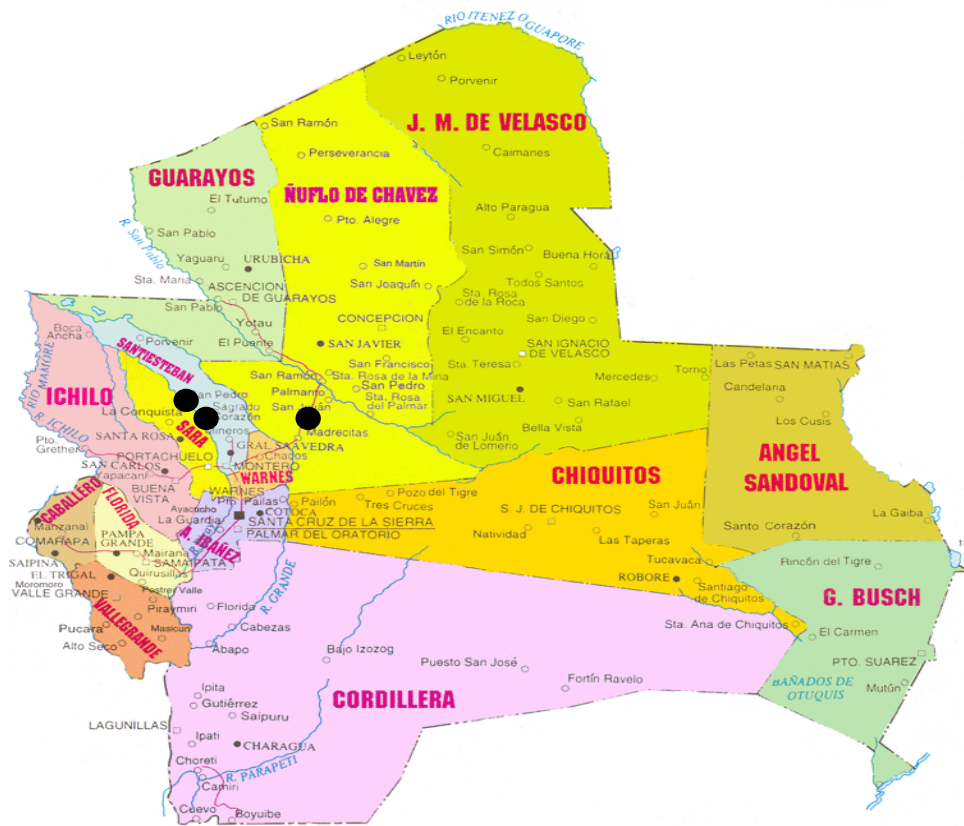 RIO ITENEZ O GUAPORE
Leytón
Porvenir
J. M. DE VELASCO
San Ramón
Perseverancia
Caimanes
GUARAYOS
ÑUFLO DE CHAVEZ
El Tutumo
Alto Paragua
R. San Pablo
San Pablo
Pto. Alegre
San Simón
Buena Hora
Yaguaru
URUBICHA
San Martín
Todos Santos
Sta. Maria
ASCENCION
DE GUARAYOS
San Joaquín
Sta. Rosa
de la Roca
San Pablo
CONCEPCION
San Diego
Boca
Ancha
Yotau
El Encanto
Porvenir
El Puente
SAN JAVIER
SAN IGNACIO
DE VELASCO
SANTIESTEBAN
San Francisco
Sta. Teresa
Las Petas
SAN MATIAS
RIO MAMORE
San Ramón
Sta. Rosa de la Mina
Mercedes
Torno
Candelaria
ICHILO
Palmarito
San Pedro
Sta. Rosa
del Palmar
SAN MIGUEL
San Rafael
Los Cusis
La Conquista
Sagrado
Bella Vista
R. ICHILO
SARA
Mineros
Madrecitas
San Juán
de Lomerio
SANTA ROSA
GRAL. SAAVEDRA
Pto.
Grether
PORTACHUELO
Chacos
ANGEL
SANDOVAL
SAN CARLOS
MONTERO
CHIQUITOS
Yapacaní
WARNES
BUENA
VISTA
WARNES
Pozo del Tigre
CABALLERO
FLORIDA
Pailas
Pailón
Tres Cruces
San Juán
La Gaiba
Ayacucho
COTOCA
S. J. DE CHIQUITOS
Manzanal
La Guardia
SANTA CRUZ DE LA SIERRA
Natividad
Las Taperas
Santo Corazón
COMARAPA
PAMPA
GRANDE
A. IBAÑEZ
PALMAR DEL ORATORIO
SAIPINA
Mairana
SAMAIPATA
Tucavaca
Rincón del Tigre
EL TRIGAL
Quirusillas
ROBORE
Moromoro
VALLE GRANDE
Postrer Valle
R. GRANDE
Santiago
de Chiquitos
G. BUSCH
VALLEGRANDE
Piraymiri
Florida
Pucara
Masicuri
Cabezas
Sta. Ana de Chiquitos
El Carmen
Alto Seco
Abapo
Bajo Izozog
Puesto San José
PTO. SUAREZ
Fortín Ravelo
BAÑADOS DE
OTUQUIS
Mutún
Ipita
CORDILLERA
Gutiérrez
Saipuru
LAGUNILLAS
Ipati
CHARAGUA
Choreti
R. PARAPETI
Camiri
Cuevo
Boyuibe